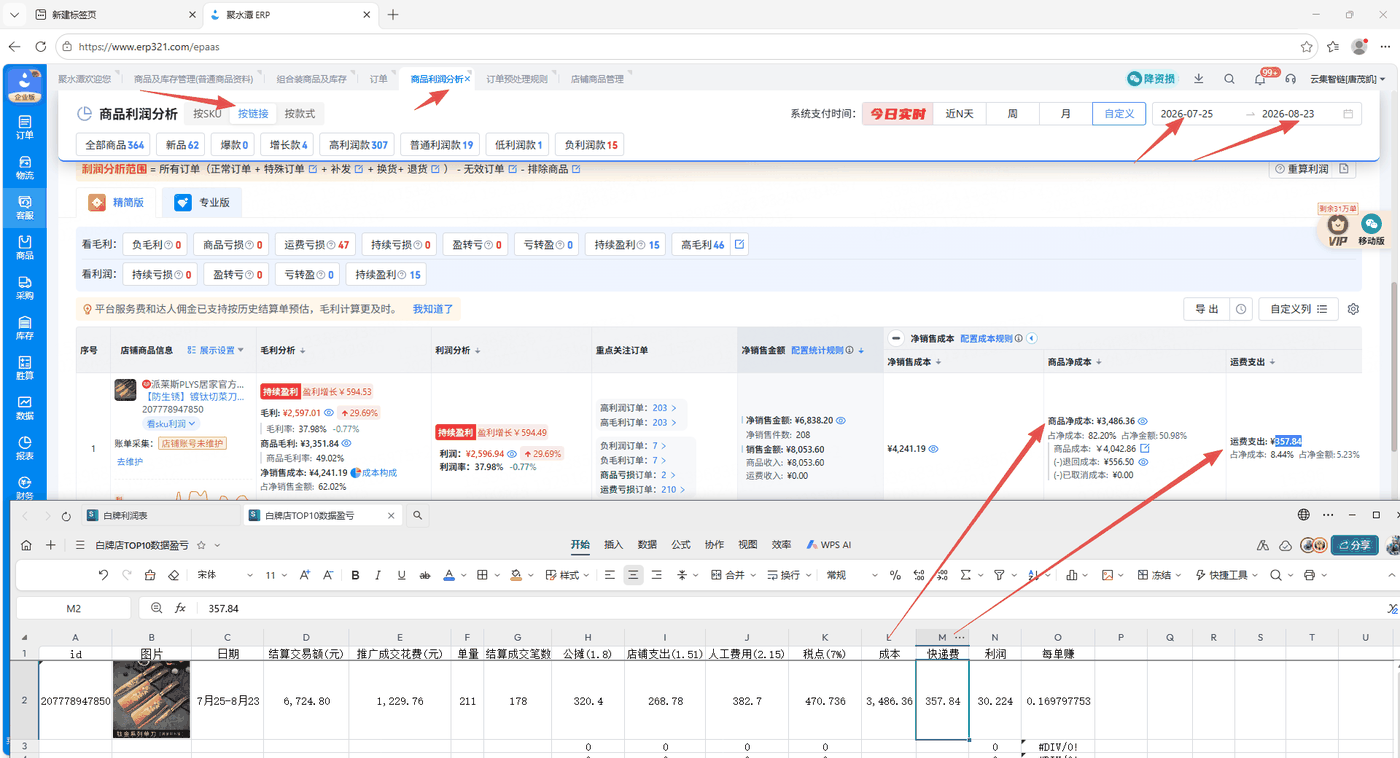 新建标签页
聚水潭 ERP
https://www.erp321.com/epaas
企业版
聚水潭欢迎您 商品及库存管理(普通商品资料) 组合装商品及库存 订单 商品利润分析 订单预处理规则 店铺商品管理
降资损 99+ 云集智链[唐茂凯]
商品利润分析 按SKU 按链接 按款式
系统支付时间: 今日实时 近N天 周 月 自定义 2026-07-25 → 2026-08-23
全部商品364 新品62 爆款0 增长款4 高利润款307 普通利润款19 低利润款1 负利润款15
订单
物流
客服
商品
采购
库存
胜算
数据
报表
财务
利润分析范围 = 所有订单（正常订单 + 特殊订单 + 补发 + 换货+ 退货） - 无效订单 - 排除商品
重算利润
精简版 专业版
剩余31万单
VIP 移动版
看毛利: 负毛利 0 商品亏损 0 运费亏损 47 持续亏损 0 盈转亏 0 亏转盈 0 持续盈利 15 高毛利46
看利润: 持续亏损 0 盈转亏 0 亏转盈 0 持续盈利 15
平台服务费和达人佣金已支持按历史结算单预估，毛利计算更及时。 我知道了
导 出 自定义列
序号 店铺商品信息 展示设置 毛利分析 利润分析 重点关注订单 净销售金额 配置统计规则
净销售成本 配置成本规则
净销售成本 商品净成本 运费支出
1
派莱斯PLYS居家官方...
【防生锈】镀钛切菜刀...
207778947850
看sku利润
账单采集: 店铺账号未维护
去维护
持续盈利 盈利增长￥594.53
毛利: ¥2,597.01 29.69%
毛利率: 37.98% -0.77%
商品毛利: ¥3,351.84
商品毛利率: 49.02%
净销售成本: ¥4,241.19 成本构成
占净销售金额: 62.02%
持续盈利 盈利增长￥594.49
利润: ¥2,596.94 29.69%
利润率: 37.98% -0.77%
高利润订单: 203 >
高毛利订单: 203 >
负利润订单: 7 >
负毛利订单: 7 >
商品亏损订单: 2 >
运费亏损订单: 210 >
净销售金额: ¥6,838.20
净销售件数: 208
销售金额: ¥8,053.60
商品收入: ¥8,053.60
运费收入: ¥0.00
¥4,241.19
商品净成本: ¥3,486.36
占净成本: 82.20% 占净金额: 50.98%
商品成本: ¥4,042.86
(-)退回成本: ¥556.50
(-)已取消成本: ¥0.00
运费支出: ¥357.84
占净成本: 8.44% 占净金额: 5.23%
白牌利润表
白牌店TOP10数据盈亏
白牌店TOP10数据盈亏
开始 插入 数据 公式 协作 视图 效率 WPS AI
分享
宋体 11 B I U ab A 样式 合并 换行 常规 % 冻结 快捷工具
M2 fx 357.84
A B C D E F G H I J K L M N O P Q R S T U
1 id 图片 日期 结算交易额(元) 推广成交花费(元) 单量 结算成交笔数 公摊(1.8) 店铺支出(1.51) 人工费用(2.15) 税点(7%) 成本 快递费 利润 每单赚
2 207778947850 7月25-8月23 6,724.80 1,229.76 211 178 320.4 268.78 382.7 470.736 3,486.36 357.84 30.224 0.169797753
钛金系列单刀
3 0 0 0 0 0 #DIV/0!